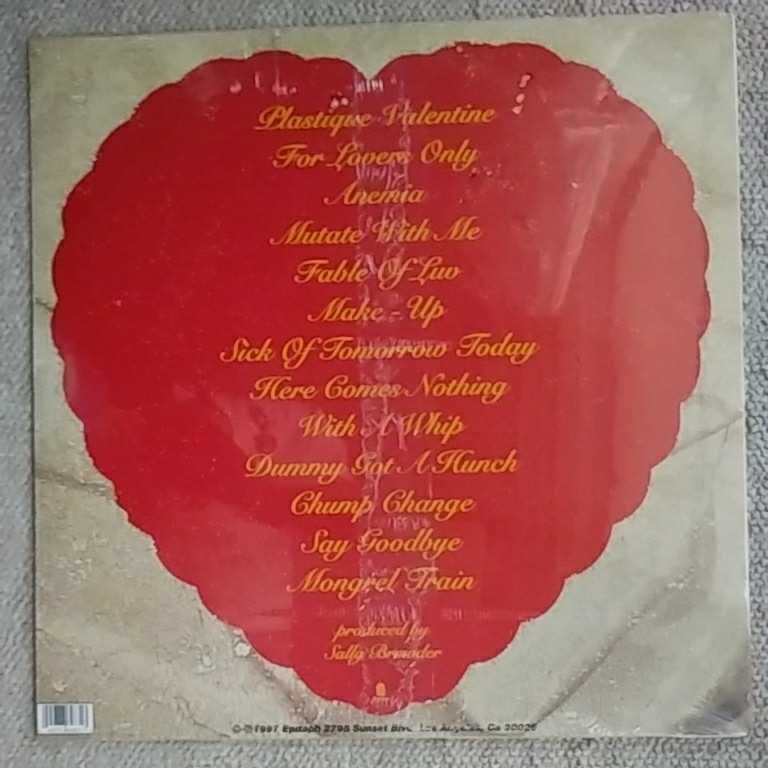 Plastique Valentine
For Lovers Only
Anemia
Mutate With Me
Fable Of Luv
Make - Up
Sick Of Tomorrow Today
Here Comes Nothing
With A Whip
Dummy Got A Hunch
Chump Change
Say Goodbye
Mongrel Train
produced by
Sally Browder
©℗1997 Epitaph 2798 Sunset Blvd. Los Angeles, Ca 90026